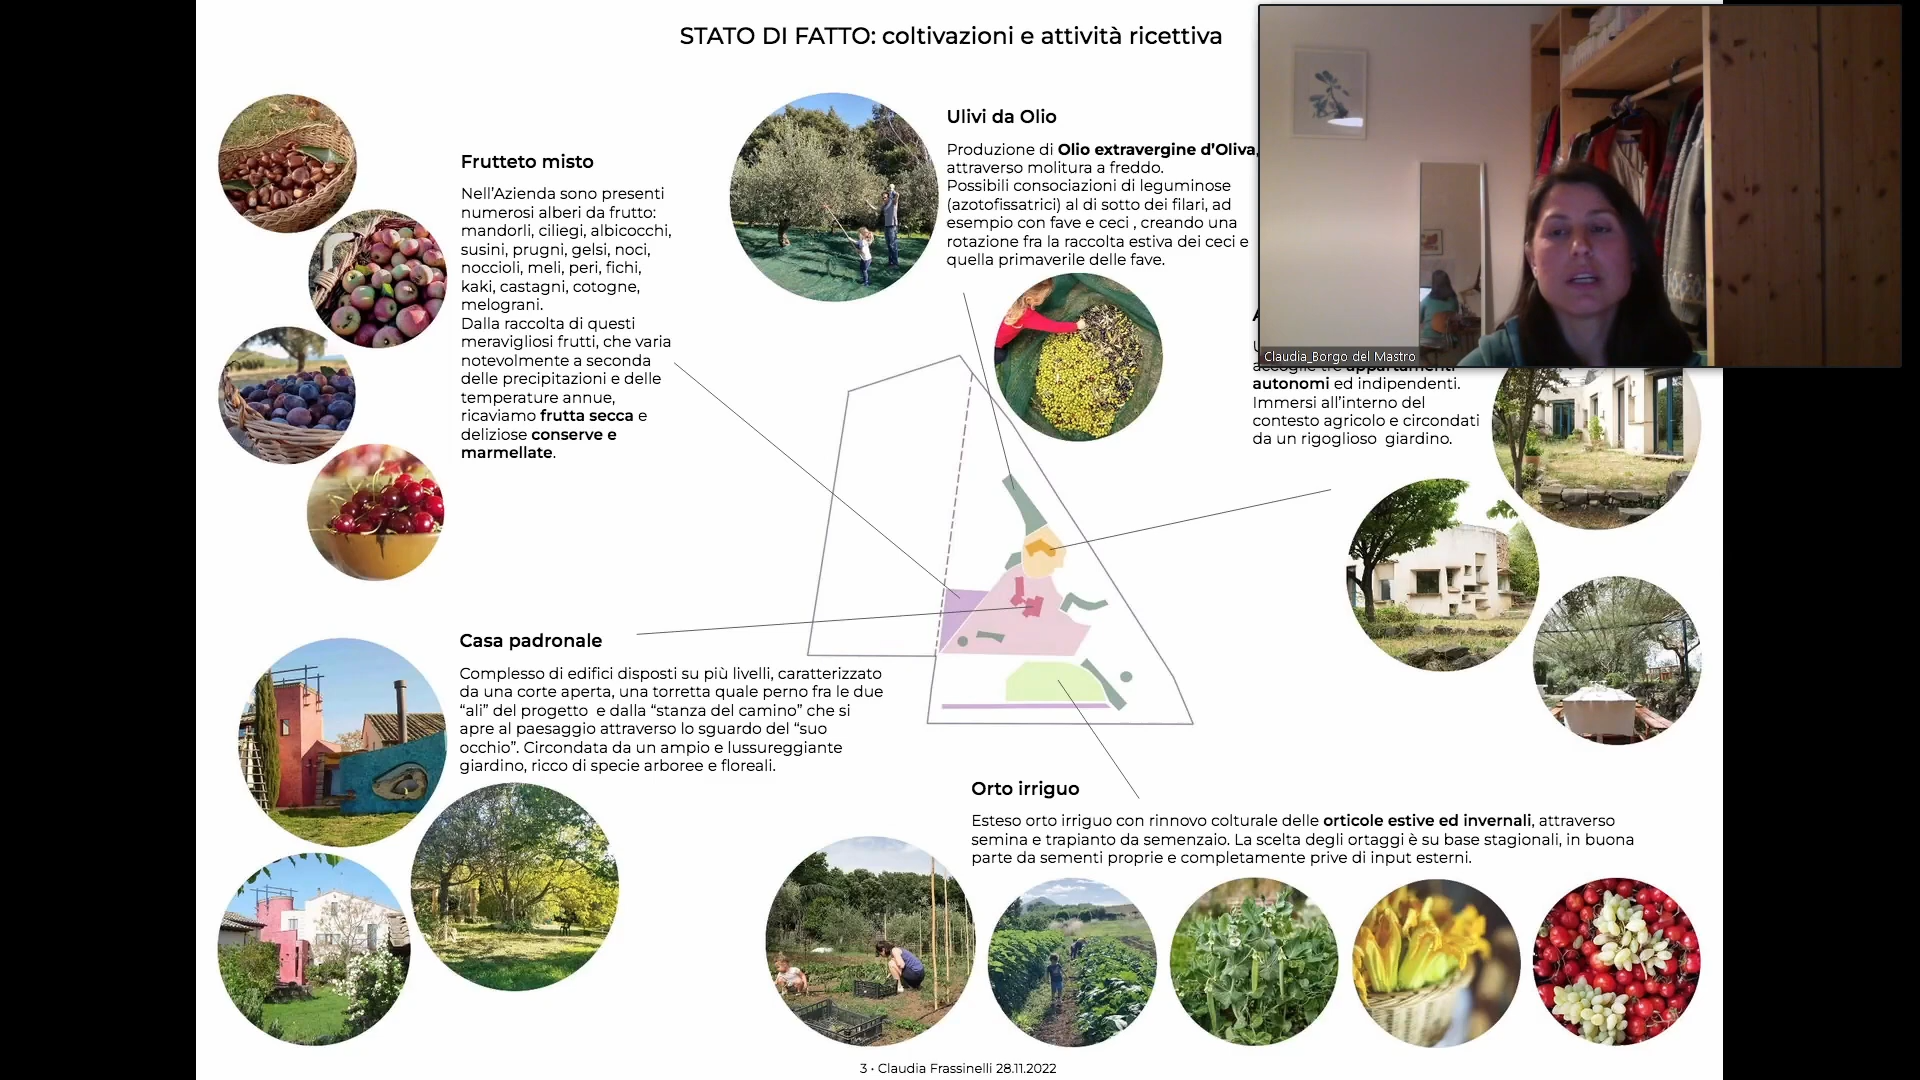 STATO DI FATTO: coltivazioni e attività ricettiva
Frutteto misto
Nell'Azienda sono presenti
numerosi alberi da frutto:
mandorli, ciliegi, albicocchi,
susini, prugni, gelsi, noci,
noccioli, meli, peri, fichi,
kaki, castagni, cotogne,
melograni.
Dalla raccolta di questi
meravigliosi frutti, che varia
notevolmente a seconda
delle precipitazioni e delle
temperature annue,
ricaviamo frutta secca e
deliziose conserve e
marmellate.
Ulivi da Olio
Produzione di Olio extravergine d'Oliva,
attraverso molitura a freddo.
Possibili consociazioni di leguminose
(azotofissatrici) al di sotto dei filari, ad
esempio con fave e ceci , creando una
rotazione fra la raccolta estiva dei ceci e
quella primaverile delle fave.
Claudia_Borgo del Mastro
accoglie tre appartamenti
autonomi ed indipendenti.
Immersi all'interno del
contesto agricolo e circondati
da un rigoglioso giardino.
Casa padronale
Complesso di edifici disposti su più livelli, caratterizzato
da una corte aperta, una torretta quale perno fra le due
“ali” del progetto e dalla “stanza del camino” che si
apre al paesaggio attraverso lo sguardo del “suo
occhio”. Circondata da un ampio e lussureggiante
giardino, ricco di specie arboree e floreali.
Orto irriguo
Esteso orto irriguo con rinnovo colturale delle orticole estive ed invernali, attraverso
semina e trapianto da semenzaio. La scelta degli ortaggi è su base stagionali, in buona
parte da sementi proprie e completamente prive di input esterni.
3 • Claudia Frassinelli 28.11.2022